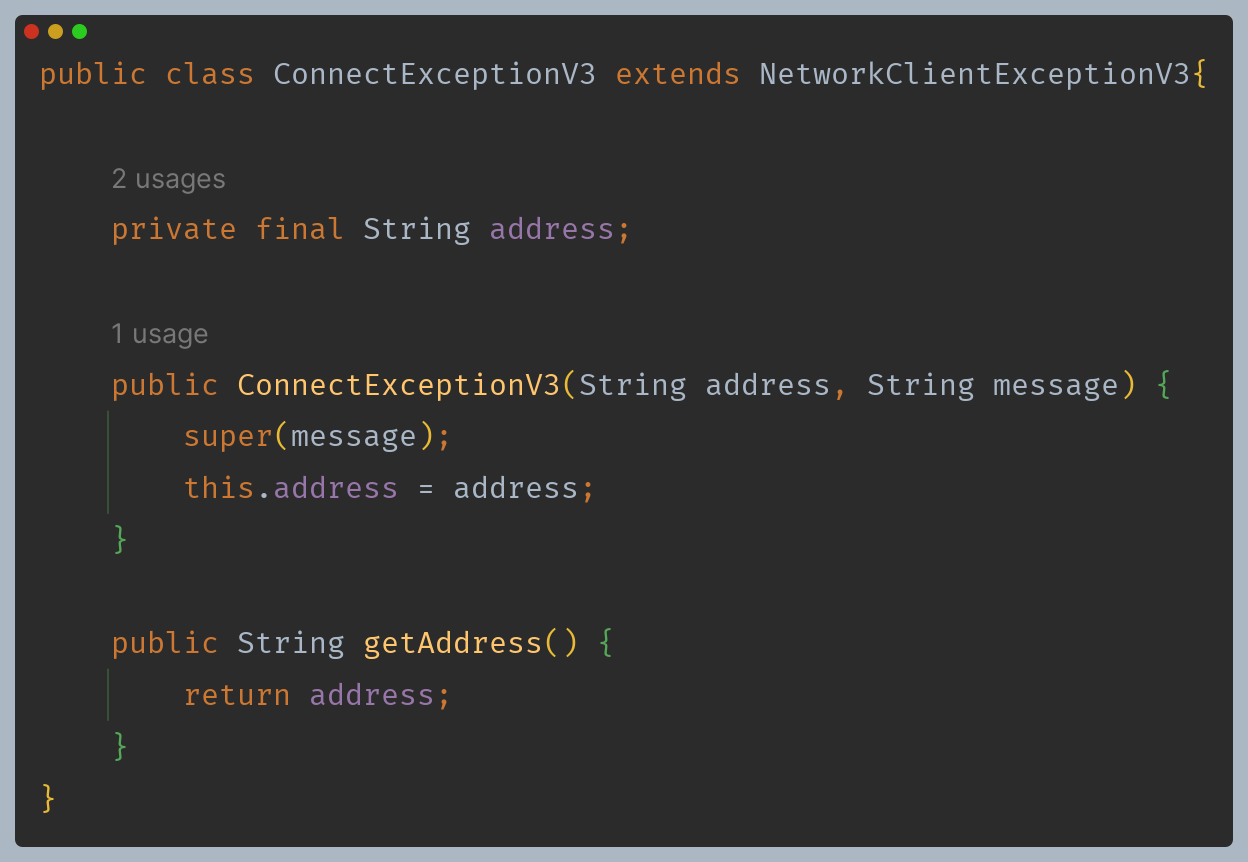 public class ConnectExceptionV3 extends NetworkClientExceptionV3{
2 usages
private final String address;
1 usage
public ConnectExceptionV3(String address, String message) {
super(message);
this.address = address;
}
public String getAddress() {
return address;
}
}